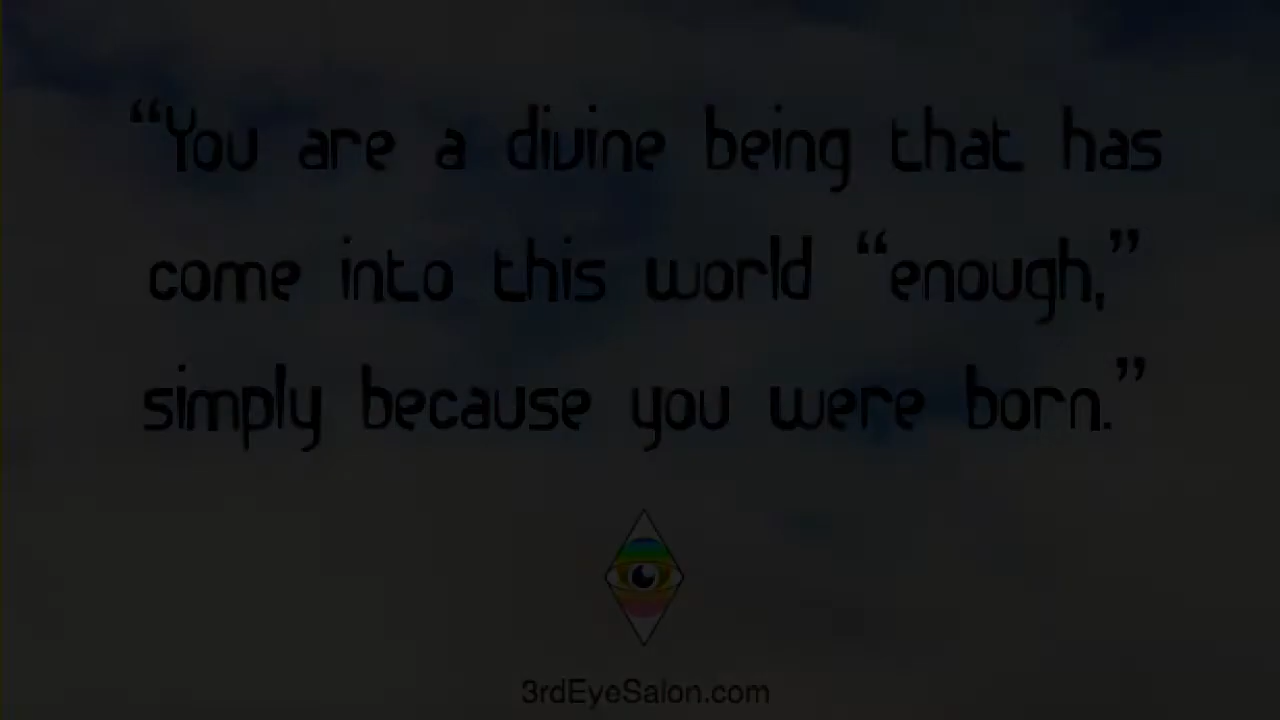 “You are a divine being that has
come into this world “enough,”
simply because you were born.”
3rdEyeSalon.com